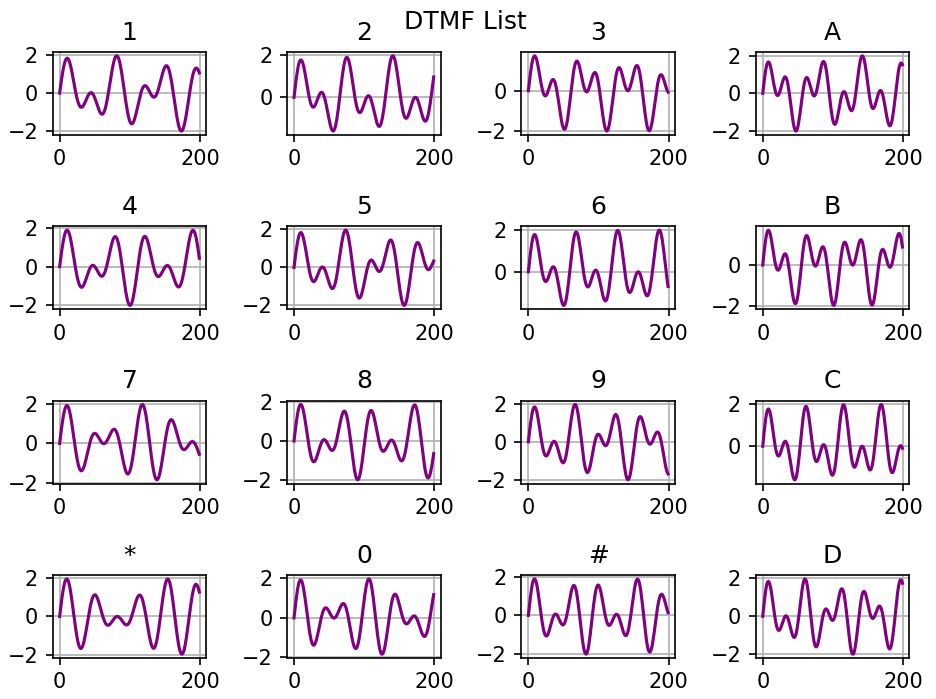 DTMF List
1 2 3 A
2 0 −2 2 0 0 −2 2 0 −2
0 200 0 200 0 200 0 200
4 5 6 B
2 0 −2 2 0 −2 2 0 0 −2
0 200 0 200 0 200 0 200
7 8 9 C
2 0 −2 2 0 −2 2 0 −2 2 0
0 200 0 200 0 200 0 200
* 0 # D
2 0 −2 2 0 −2 2 0 −2 2 0 −2
0 200 0 200 0 200 0 200